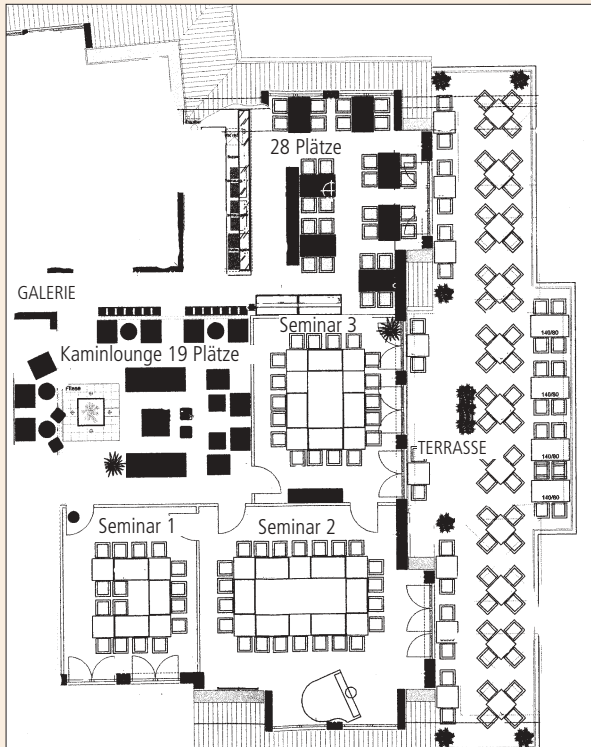 28 Plätze
GALERIE
Seminar 3
Kaminlounge 19 Plätze
Fliese
140/80
140/80
TERRASSE
140/80
140/80
Seminar 1
Seminar 2